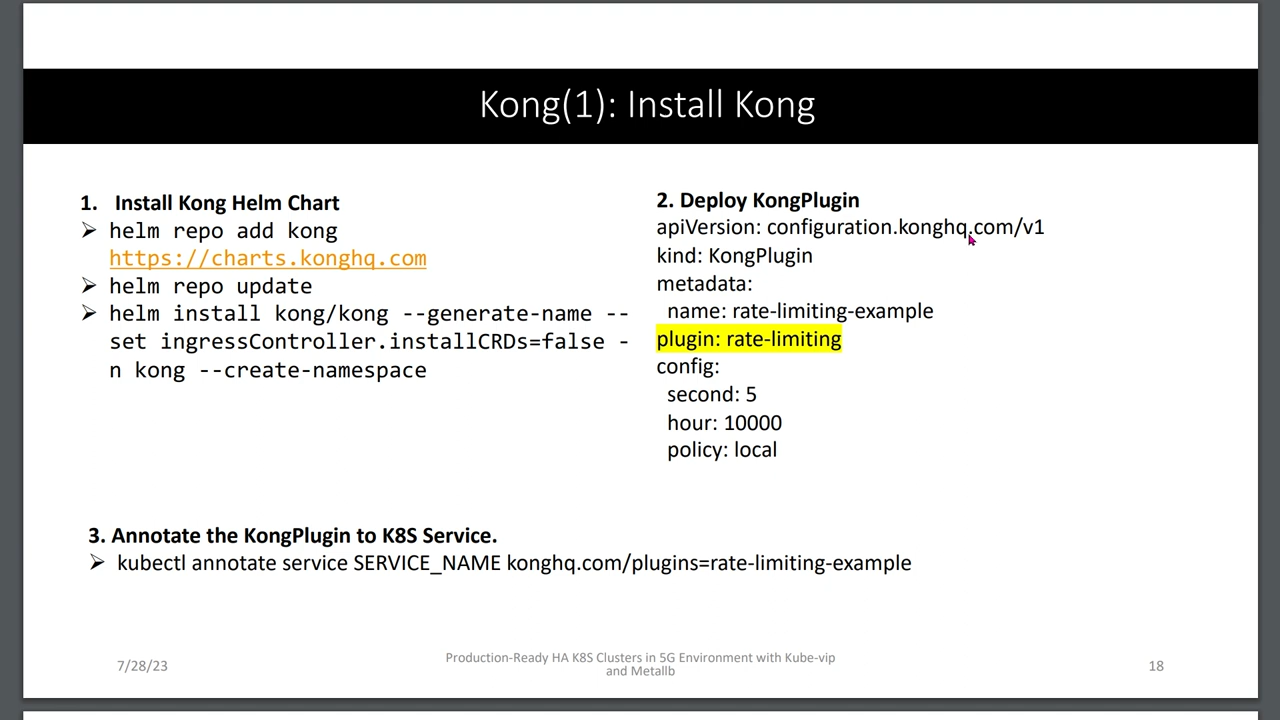 Kong(1): Install Kong
1. Install Kong Helm Chart
➢ helm repo add kong
https://charts.konghq.com
➢ helm repo update
➢ helm install kong/kong --generate-name --
set ingressController.installCRDs=false -
n kong --create-namespace
2. Deploy KongPlugin
apiVersion: configuration.konghq.com/v1
kind: KongPlugin
metadata:
  name: rate-limiting-example
plugin: rate-limiting
config:
  second: 5
  hour: 10000
  policy: local
3. Annotate the KongPlugin to K8S Service.
➢ kubectl annotate service SERVICE_NAME konghq.com/plugins=rate-limiting-example
7/28/23
Production-Ready HA K8S Clusters in 5G Environment with Kube-vip
and Metallb
18